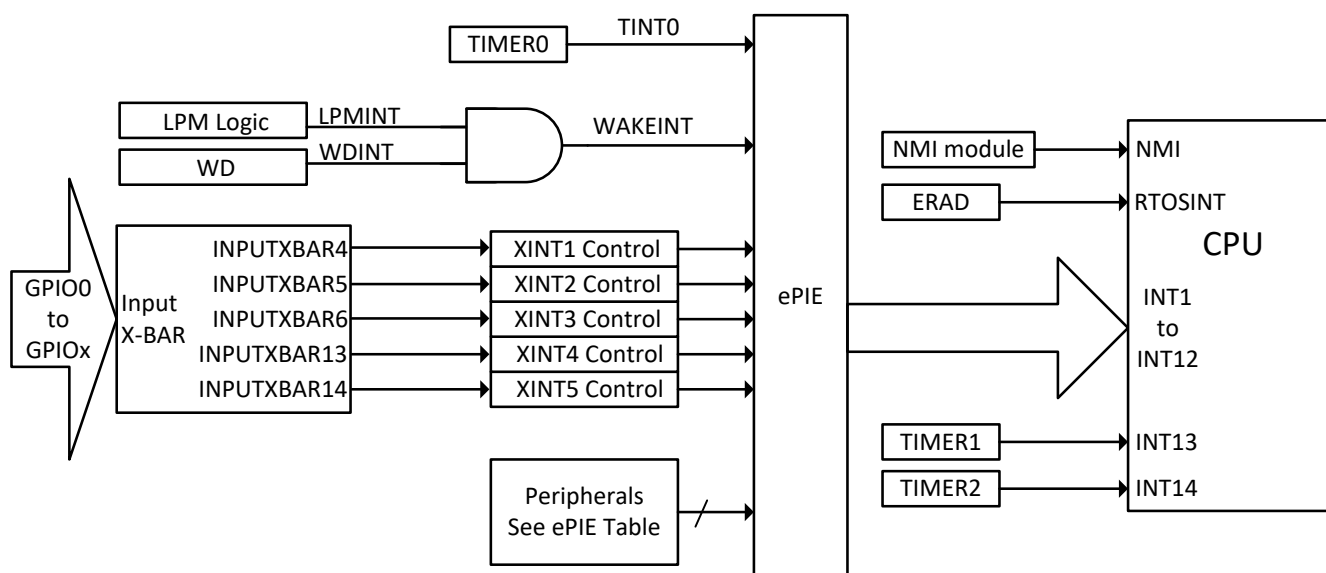 TIMER0
TINT0
LPM Logic
LPMINT
WD
WDINT
WAKEINT
GPIO0
to
GPIOx
Input
X-BAR
INPUTXBAR4
INPUTXBAR5
INPUTXBAR6
INPUTXBAR13
INPUTXBAR14
XINT1 Control
XINT2 Control
XINT3 Control
XINT4 Control
XINT5 Control
Peripherals
See ePIE Table
ePIE
NMI module
ERAD
TIMER1
TIMER2
NMI
RTOSINT
CPU
INT1
to
INT12
INT13
INT14